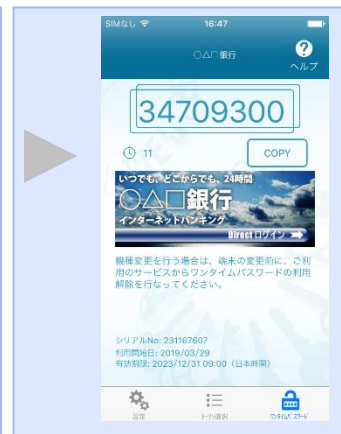 SIMなし 16:47
○△□銀行
ヘルプ
34709300
11 COPY
いつでも、どこからでも、24時間
○△□銀行
インターネットバンキング
Direct ログイン
機種変更を行う場合は、端末の変更前に、ご利
用のサービスからワンタイムパスワードの利用
解除を行なってください。
シリアルNo: 231167607
利用開始日: 2019/03/29
有効期限: 2023/12/31 09:00（日本時間）
設定 トークン選択 ワンタイムパスワード